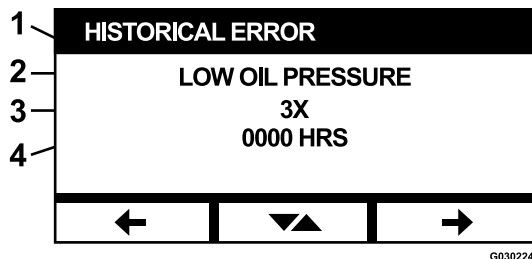 1
HISTORICAL ERROR
2
LOW OIL PRESSURE
3
3X
4
0000 HRS
G030224